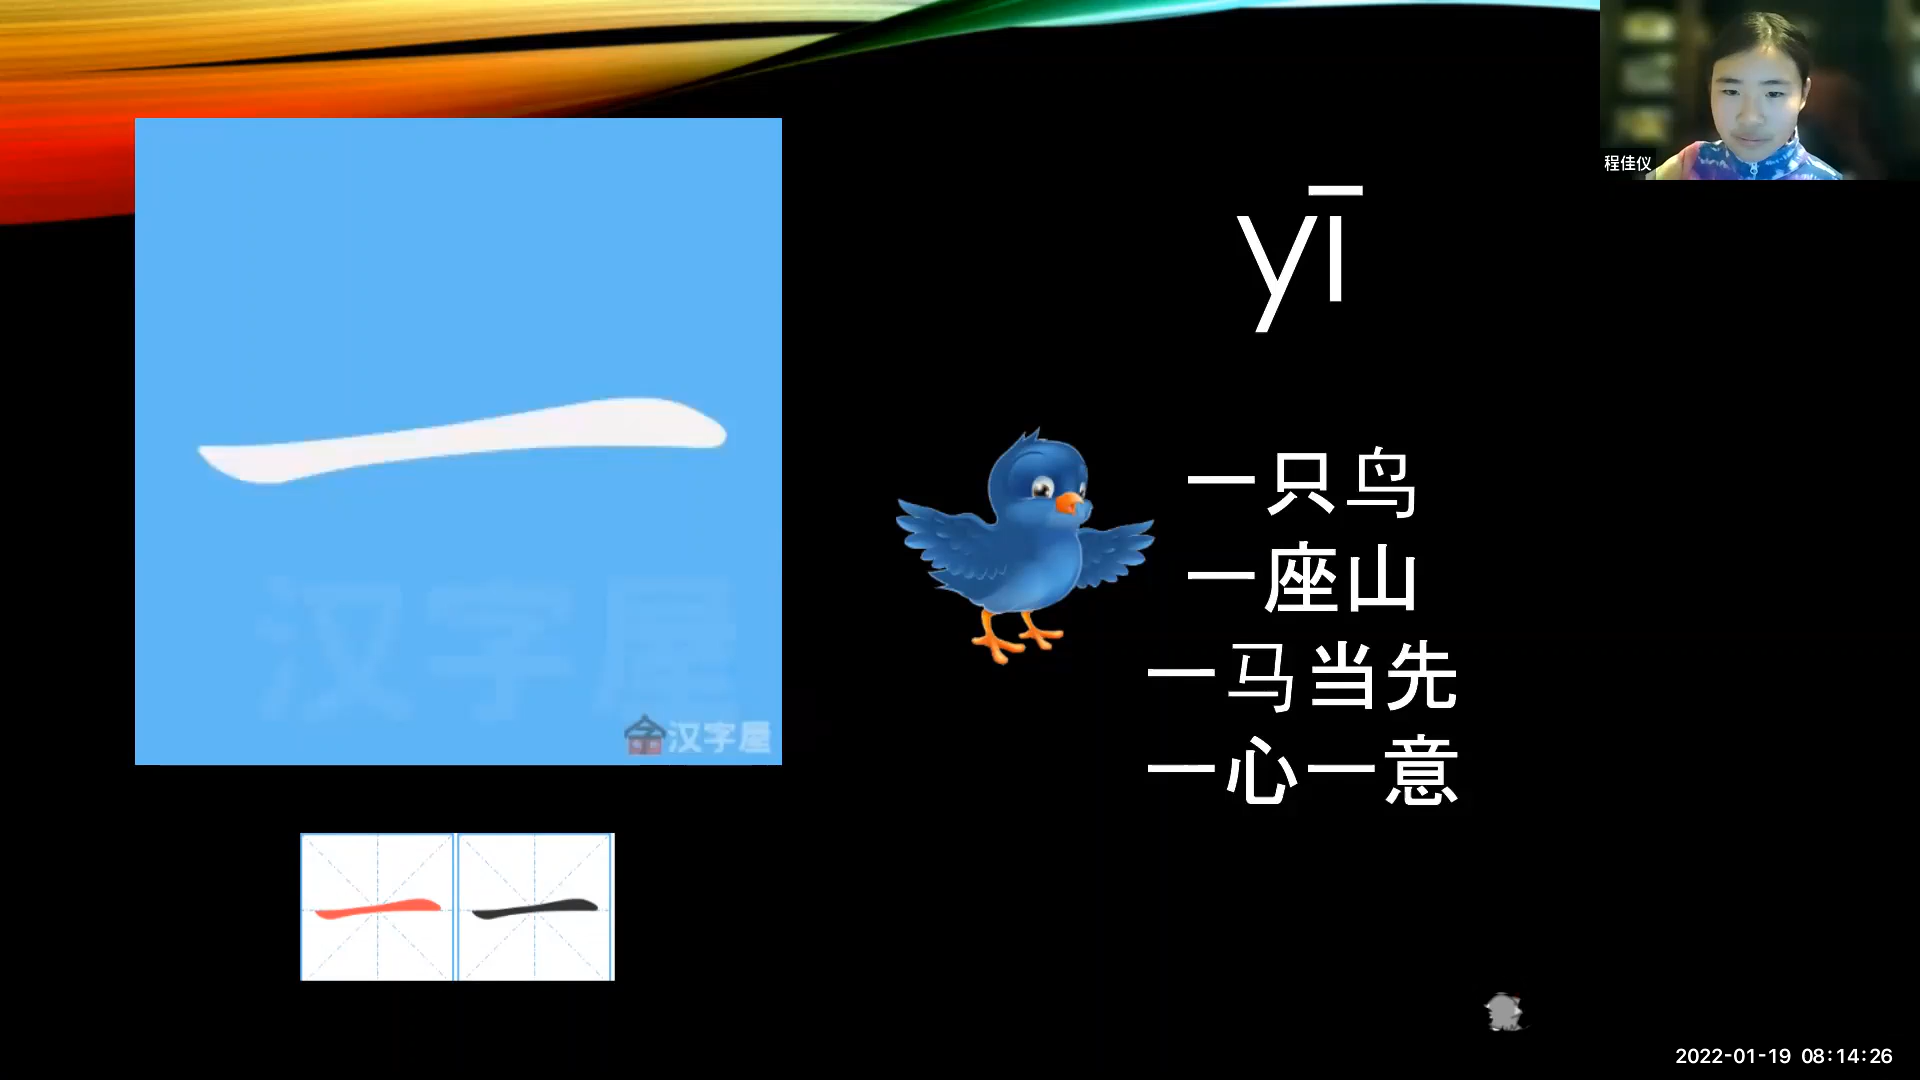 程佳仪
yī
一只鸟
一座山
一马当先
一心一意
汉字屋
汉字屋
2022-01-19 08:14:26